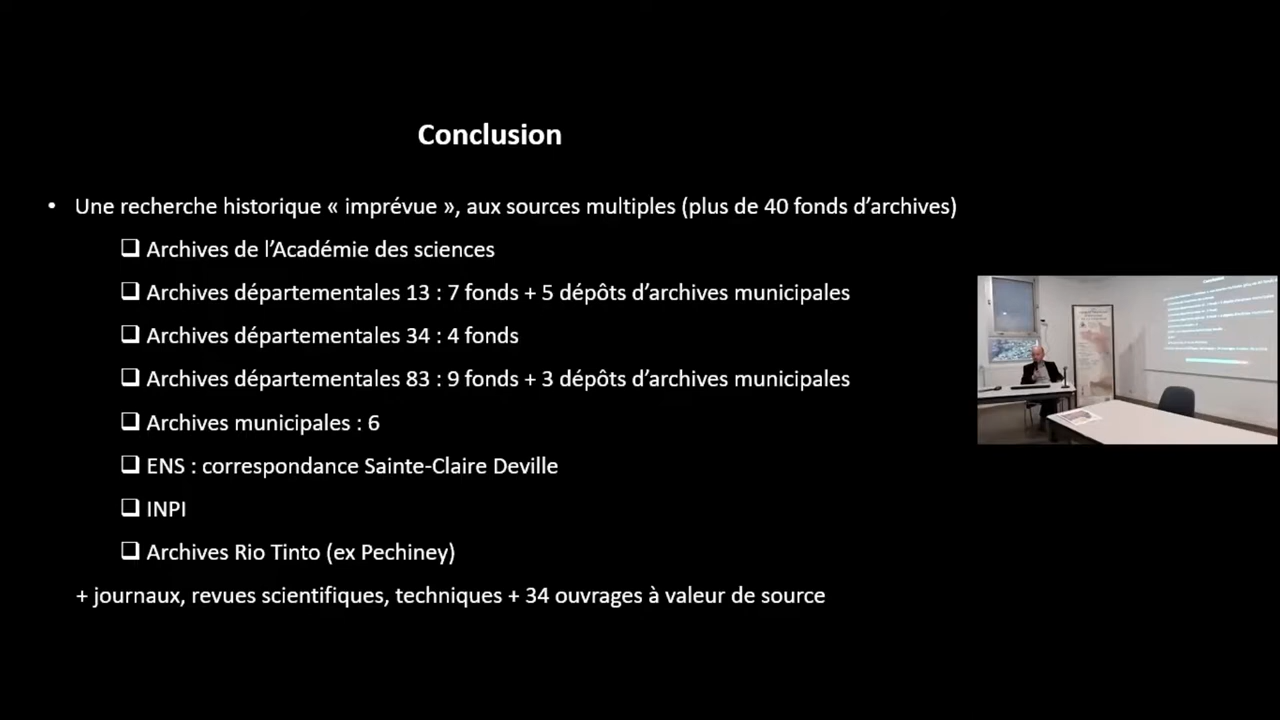 Conclusion
• Une recherche historique « imprévue », aux sources multiples (plus de 40 fonds d’archives)
❑ Archives de l’Académie des sciences
❑ Archives départementales 13 : 7 fonds + 5 dépôts d’archives municipales
❑ Archives départementales 34 : 4 fonds
❑ Archives départementales 83 : 9 fonds + 3 dépôts d’archives municipales
❑ Archives municipales : 6
❑ ENS : correspondance Sainte-Claire Deville
❑ INPI
❑ Archives Rio Tinto (ex Pechiney)
+ journaux, revues scientifiques, techniques + 34 ouvrages à valeur de source